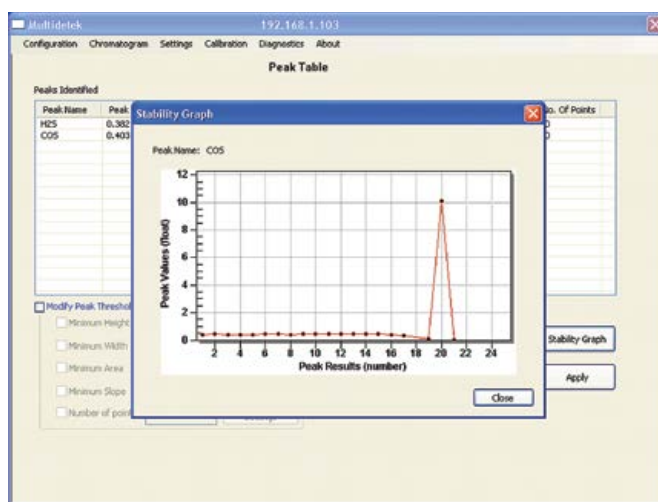 Multidetek 192.168.1.103
Configuration Chromatogram Settings Calibration Diagnostics About
Peak Table
Peaks Identified
Peak Name Peak No. Of Points
H2S 0.382
COS 0.403
Stability Graph
Peak Name: COS
12
10
8
6
4
2
0
Peak Values (float)
2 4 6 8 10 12 14 16 18 20 22 24
Peak Results (number)
Close
Modify Peak Threshol
Minimum Height
Minimum Width
Minimum Area
Minimum Slope
Number of poin
Stability Graph
Apply